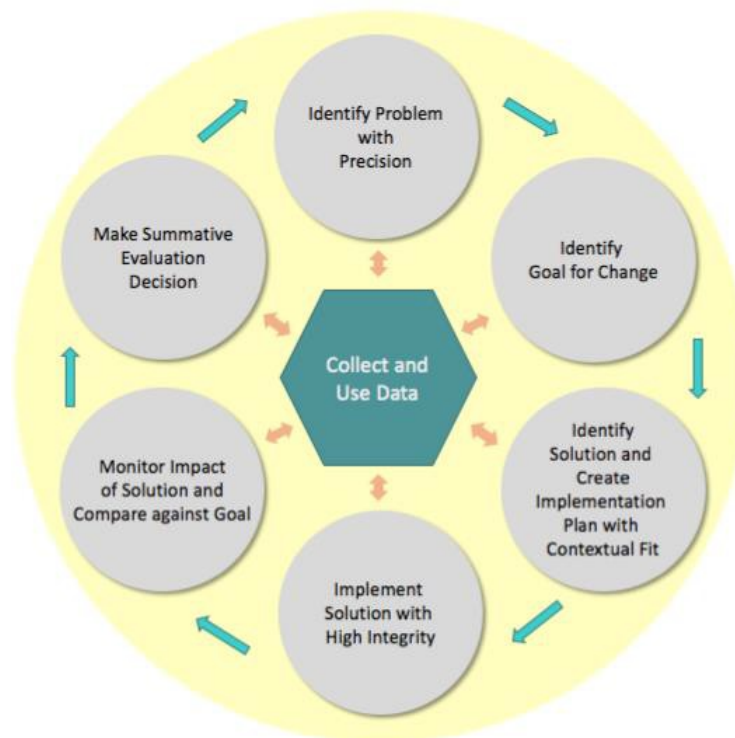 Identify Problem
with
Precision
Identify
Goal for Change
Identify
Solution and
Create
Implementation
Plan with
Contextual Fit
Implement
Solution with
High Integrity
Monitor Impact
of Solution and
Compare against Goal
Make Summative
Evaluation
Decision
Collect and
Use Data